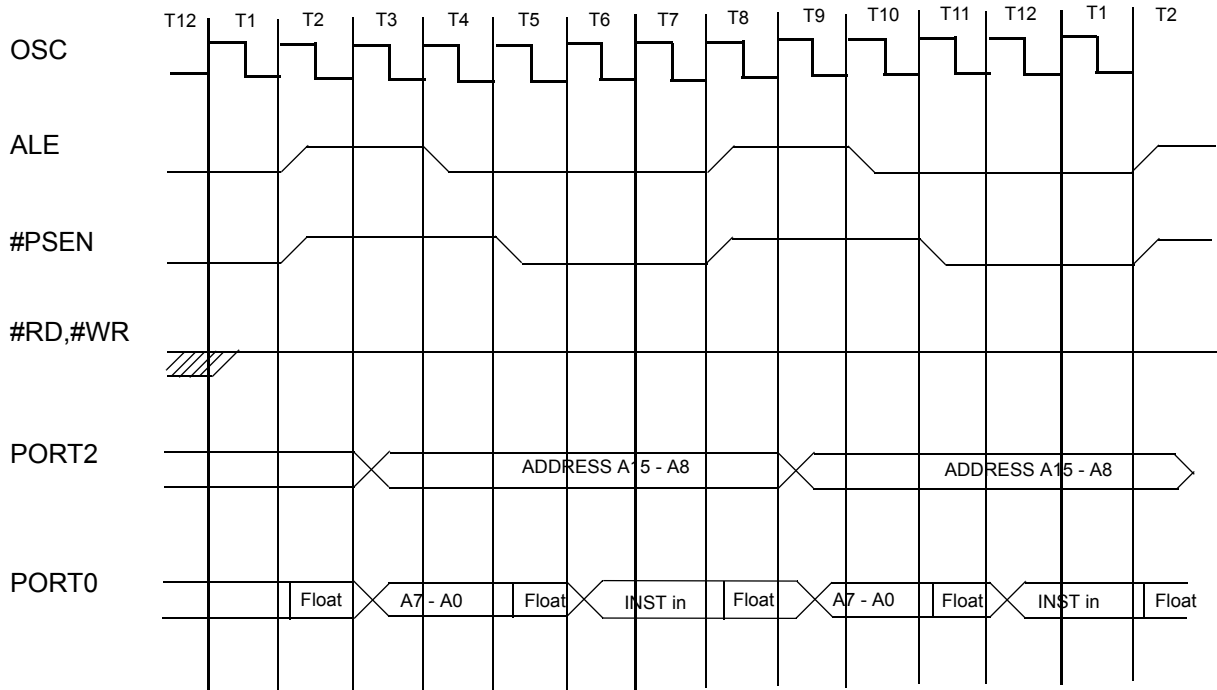 T12 T1 T2 T3 T4 T5 T6 T7 T8 T9 T10 T11 T12 T1 T2
OSC
ALE
#PSEN
#RD,#WR
PORT2 ADDRESS A15 - A8 ADDRESS A15 - A8
PORT0 Float A7 - A0 Float INST in Float A7 - A0 Float INST in Float